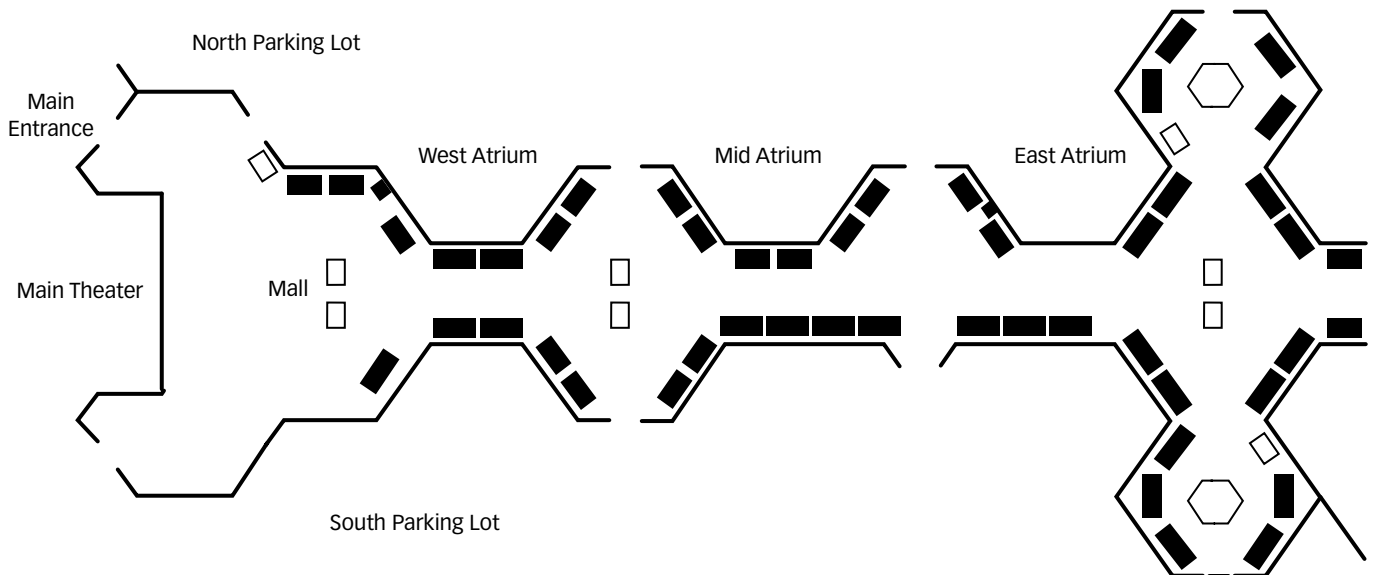 North Parking Lot
Main
Entrance
West Atrium
Mid Atrium
East Atrium
Main Theater
Mall
South Parking Lot